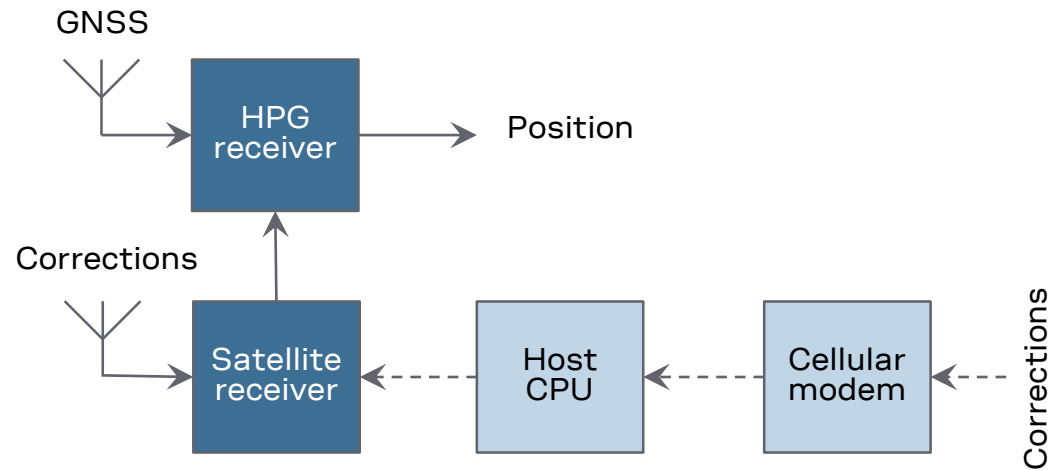 GNSS
HPG
receiver
Position
Corrections
Satellite
receiver
Host
CPU
Cellular
modem
Corrections